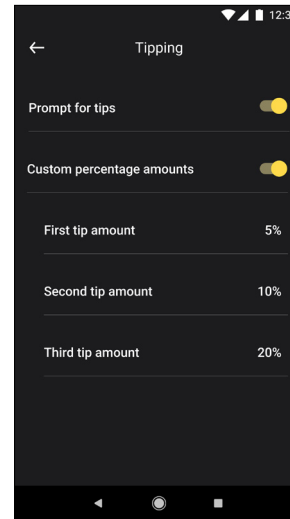 12:3
Tipping
Prompt for tips
Custom percentage amounts
First tip amount 5%
Second tip amount 10%
Third tip amount 20%